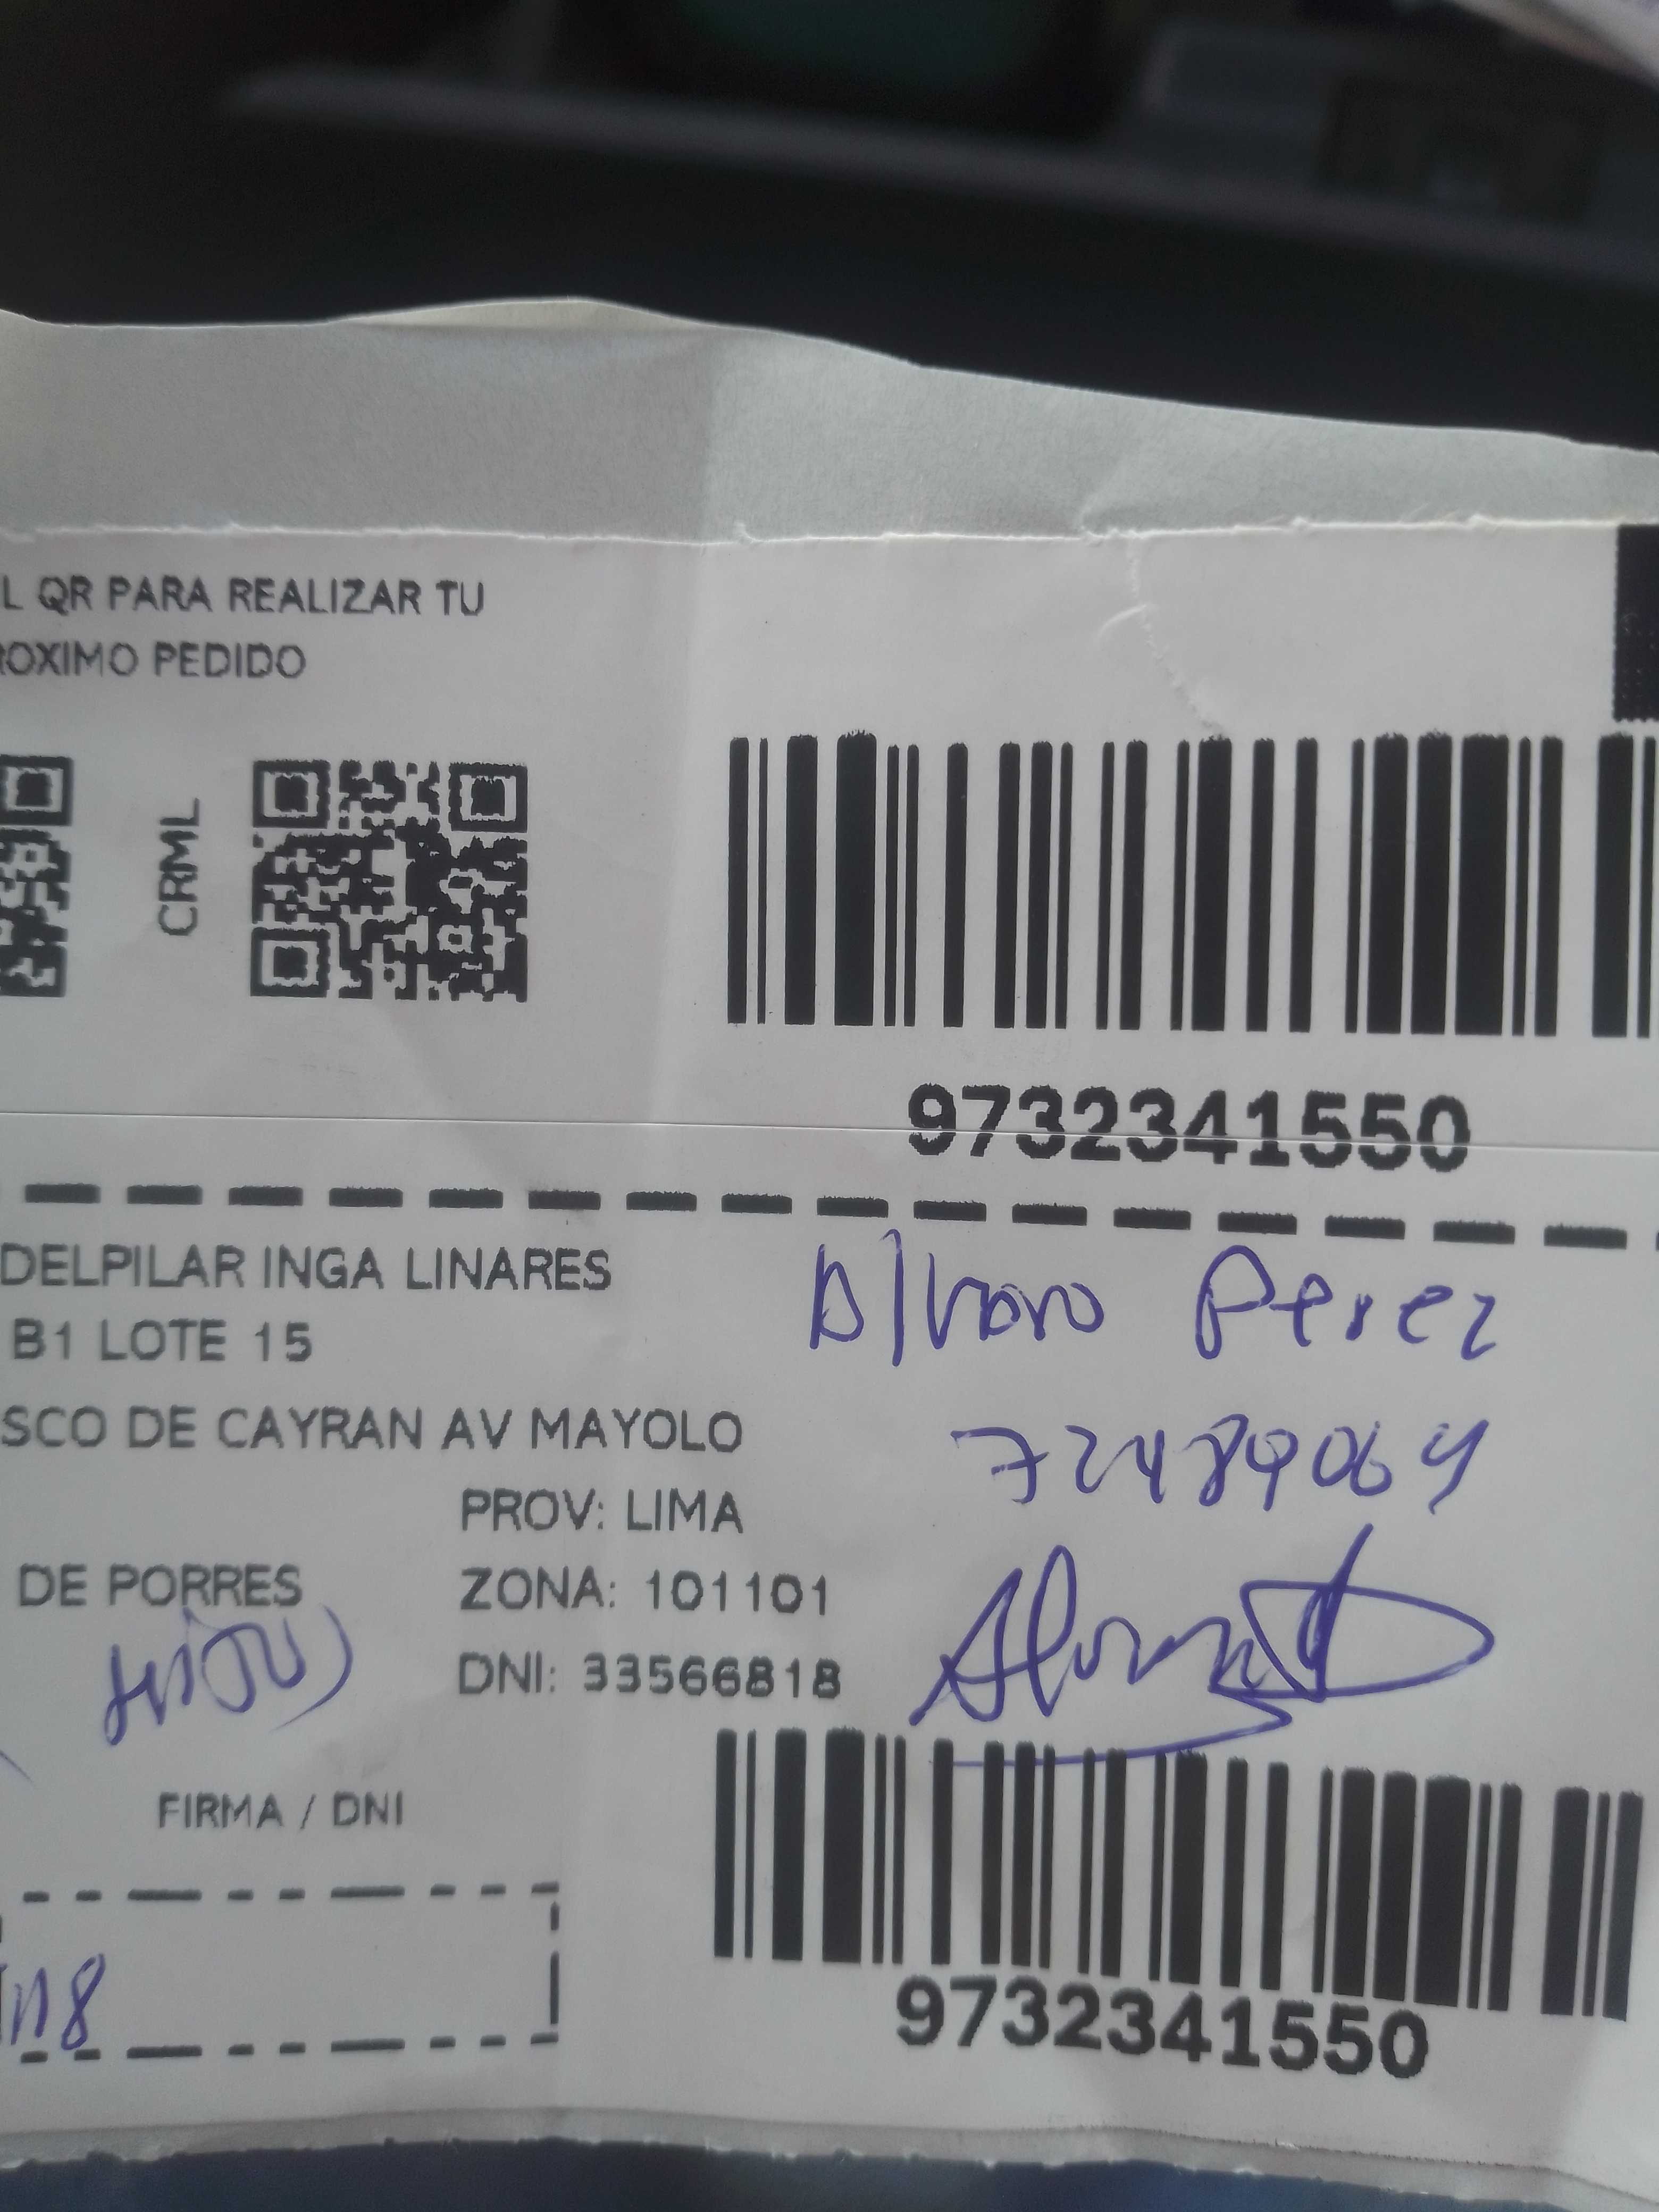 L QR PARA REALIZAR TU
ROXIMO PEDIDO
CRML
9732341550
DELPILAR INGA LINARES
Alvaro Perez
B1 LOTE 15
SCO DE CAYRAN AV MAYOLO
72489064
PROV: LIMA
DE PORRES
ZONA: 101101
DNI: 33566818
FIRMA / DNI
9732341550